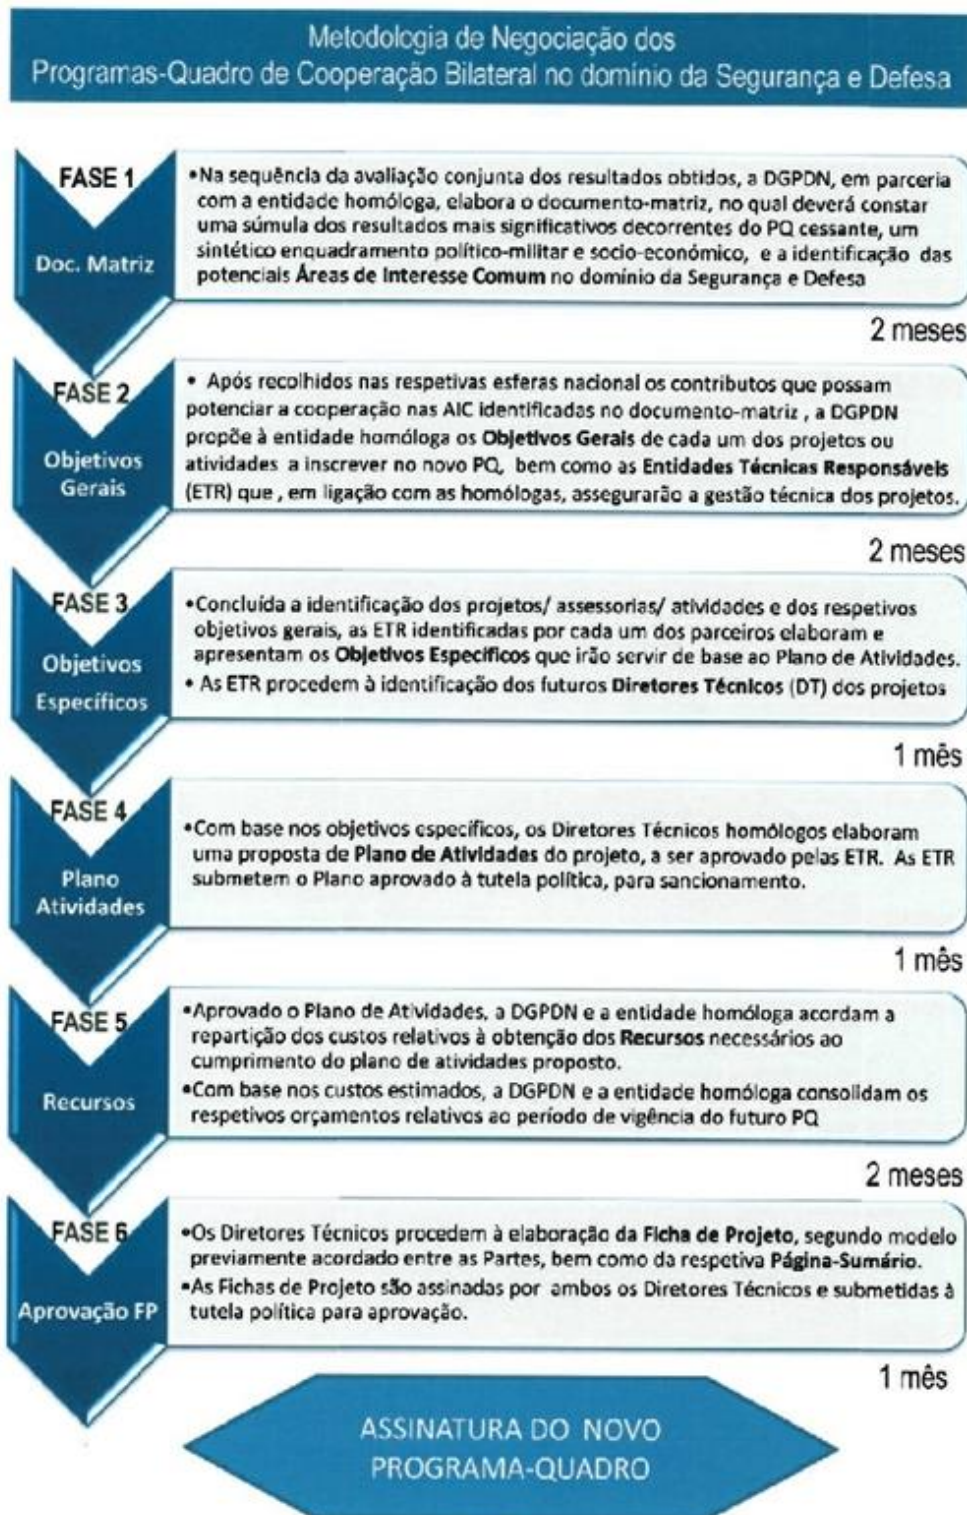 Metodologia de Negociação dos
Programas-Quadro de Cooperação Bilateral no domínio da Segurança e Defesa
FASE 1
Doc. Matriz
•Na sequência da avaliação conjunta dos resultados obtidos, a DGPDN, em parceria
com a entidade homóloga, elabora o documento-matriz, no qual deverá constar
uma súmula dos resultados mais significativos decorrentes do PQ cessante, um
sintético enquadramento político-militar e socio-económico, e a identificação das
potenciais Áreas de Interesse Comum no domínio da Segurança e Defesa
2 meses
FASE 2
Objetivos
Gerais
• Após recolhidos nas respetivas esferas nacional os contributos que possam
potenciar a cooperação nas AIC identificadas no documento-matriz , a DGPDN
propõe à entidade homóloga os Objetivos Gerais de cada um dos projetos ou
atividades a inscrever no novo PQ, bem como as Entidades Técnicas Responsáveis
(ETR) que , em ligação com as homólogas, assegurarão a gestão técnica dos projetos.
2 meses
FASE 3
Objetivos
Específicos
•Concluída a identificação dos projetos/ assessorias/ atividades e dos respetivos
objetivos gerais, as ETR identificadas por cada um dos parceiros elaboram e
apresentam os Objetivos Específicos que irão servir de base ao Plano de Atividades.
• As ETR procedem à identificação dos futuros Diretores Técnicos (DT) dos projetos
1 mês
FASE 4
Plano
Atividades
•Com base nos objetivos específicos, os Diretores Técnicos homólogos elaboram
uma proposta de Plano de Atividades do projeto, a ser aprovado pelas ETR. As ETR
submetem o Plano aprovado à tutela política, para sancionamento.
1 mês
FASE 5
Recursos
•Aprovado o Plano de Atividades, a DGPDN e a entidade homóloga acordam a
repartição dos custos relativos à obtenção dos Recursos necessários ao
cumprimento do plano de atividades proposto.
•Com base nos custos estimados, a DGPDN e a entidade homóloga consolidam os
respetivos orçamentos relativos ao período de vigência do futuro PQ
2 meses
FASE 6
Aprovação FP
•Os Diretores Técnicos procedem à elaboração da Ficha de Projeto, segundo modelo
previamente acordado entre as Partes, bem como da respetiva Página-Sumário.
•As Fichas de Projeto são assinadas por ambos os Diretores Técnicos e submetidas à
tutela política para aprovação.
1 mês
ASSINATURA DO NOVO
PROGRAMA-QUADRO